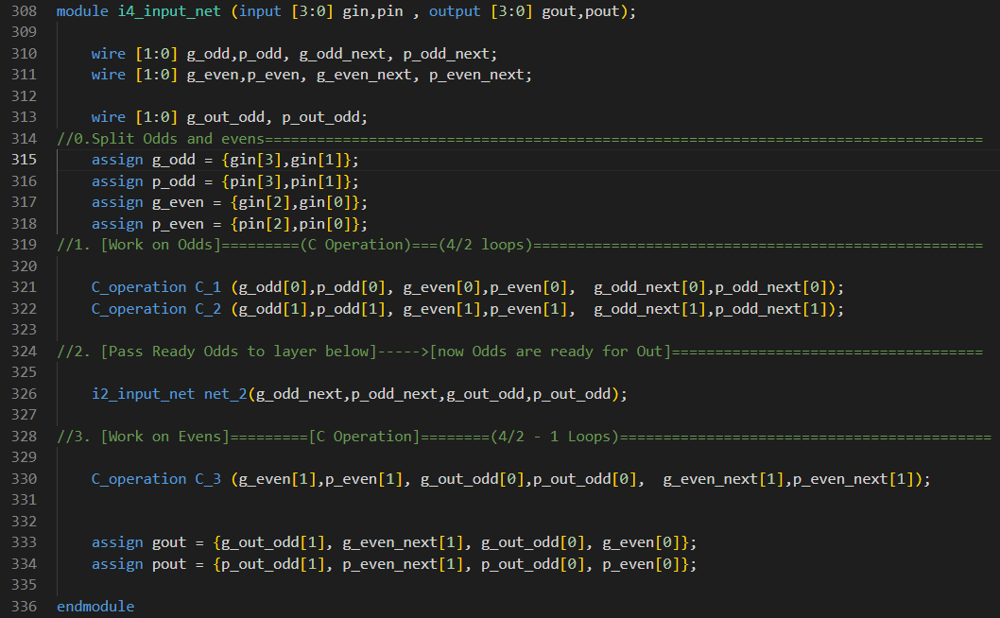 308 module i4_input_net (input [3:0] gin,pin , output [3:0] gout,pout);
309
310     wire [1:0] g_odd,p_odd, g_odd_next, p_odd_next;
311     wire [1:0] g_even,p_even, g_even_next, p_even_next;
312
313     wire [1:0] g_out_odd, p_out_odd;
314 //0.Split Odds and evens===================================================================================
315     assign g_odd = {gin[3],gin[1]};
316     assign p_odd = {pin[3],pin[1]};
317     assign g_even = {gin[2],gin[0]};
318     assign p_even = {pin[2],pin[0]};
319 //1. [Work on Odds]=========(C Operation)===(4/2 loops)====================================================
320
321     C_operation C_1 (g_odd[0],p_odd[0], g_even[0],p_even[0],  g_odd_next[0],p_odd_next[0]);
322     C_operation C_2 (g_odd[1],p_odd[1], g_even[1],p_even[1],  g_odd_next[1],p_odd_next[1]);
323
324 //2. [Pass Ready Odds to layer below]----->[now Odds are ready for Out]====================================
325
326     i2_input_net net_2(g_odd_next,p_odd_next,g_out_odd,p_out_odd);
327
328 //3. [Work on Evens]=========[C Operation]========(4/2 - 1 Loops)===========================================
329
330     C_operation C_3 (g_even[1],p_even[1], g_out_odd[0],p_out_odd[0],  g_even_next[1],p_even_next[1]);
331
332
333     assign gout = {g_out_odd[1], g_even_next[1], g_out_odd[0], g_even[0]};
334     assign pout = {p_out_odd[1], p_even_next[1], p_out_odd[0], p_even[0]};
335
336 endmodule